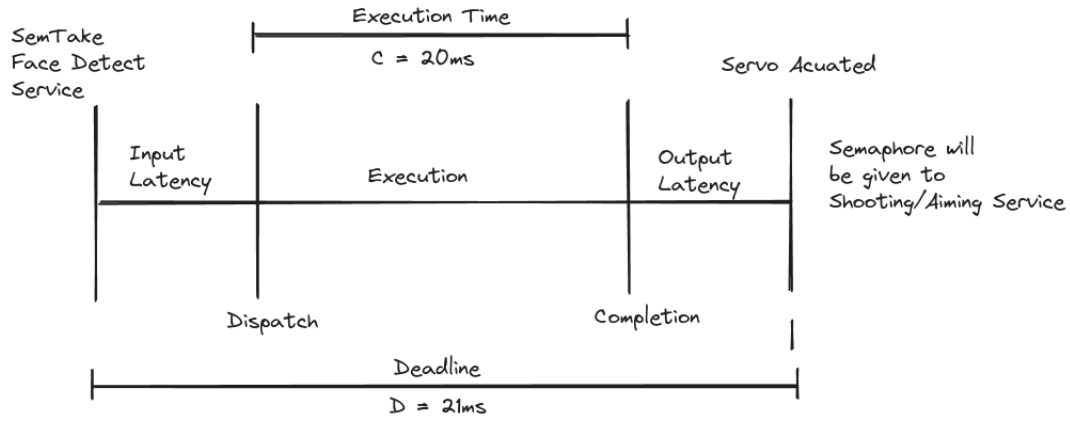 Execution Time
C = 20ms
SemTake
Face Detect
Service
Servo Acuated
Input
Latency
Execution
Output
Latency
Semaphore will
be given to
Shooting/Aiming Service
Dispatch
Completion
Deadline
D = 21ms